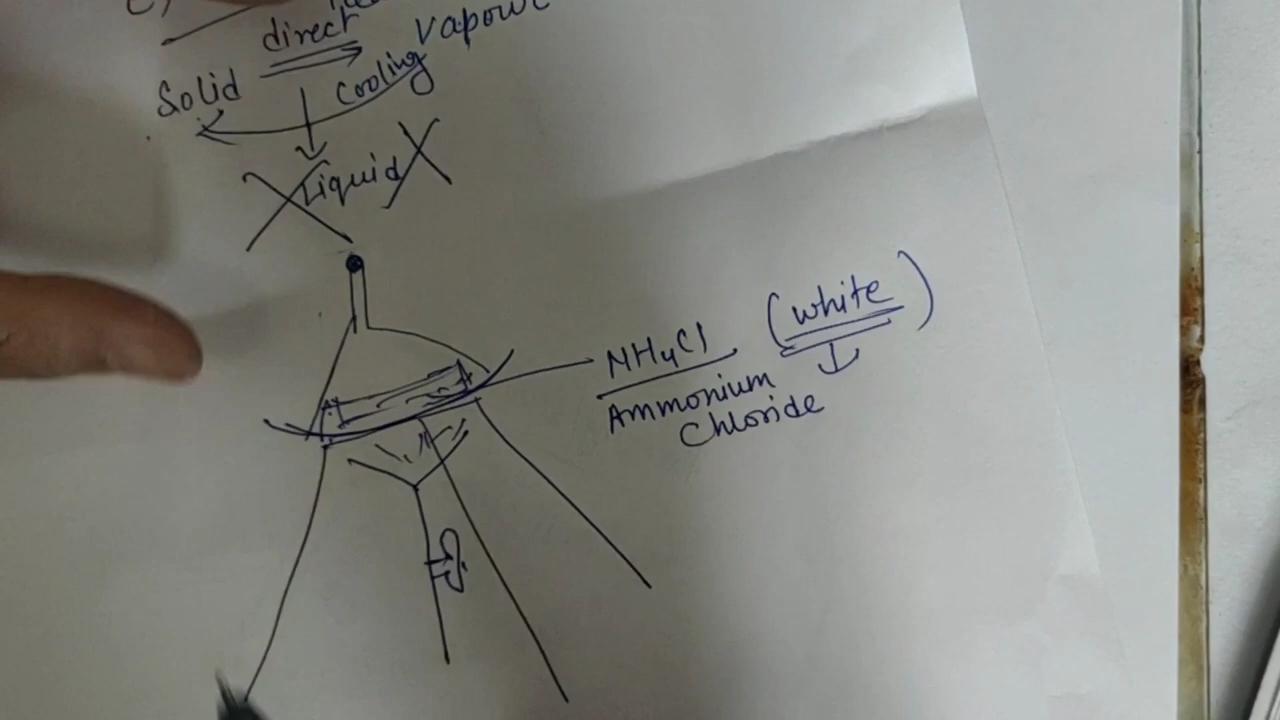 direct
Vapour
Solid
Cooling
Liquid
NH4Cl (white)
Ammonium
Chloride